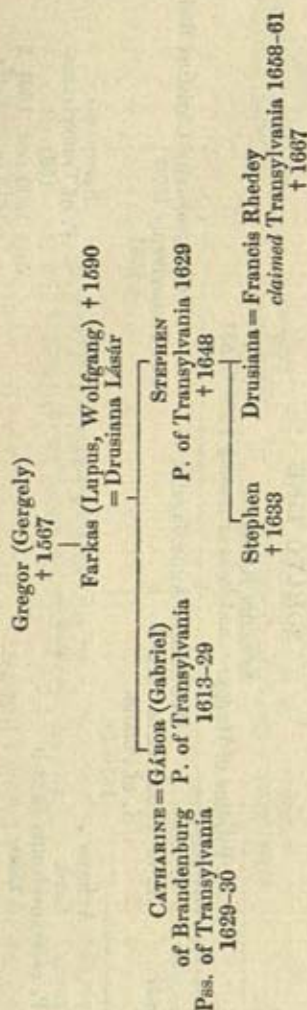 Gregor (Gergely)
† 1567
Farkas (Lupus, Wolfgang) † 1590
= Drusiana Lásár
CATHARINE = GÁBOR (Gabriel)
of Brandenburg P. of Transylvania
Pss. of Transylvania 1613–29
1629–30
STEPHEN
P. of Transylvania 1629
† 1648
Stephen
† 1633
Drusiana = Francis Rhedey
claimed Transylvania 1658–61
† 1667